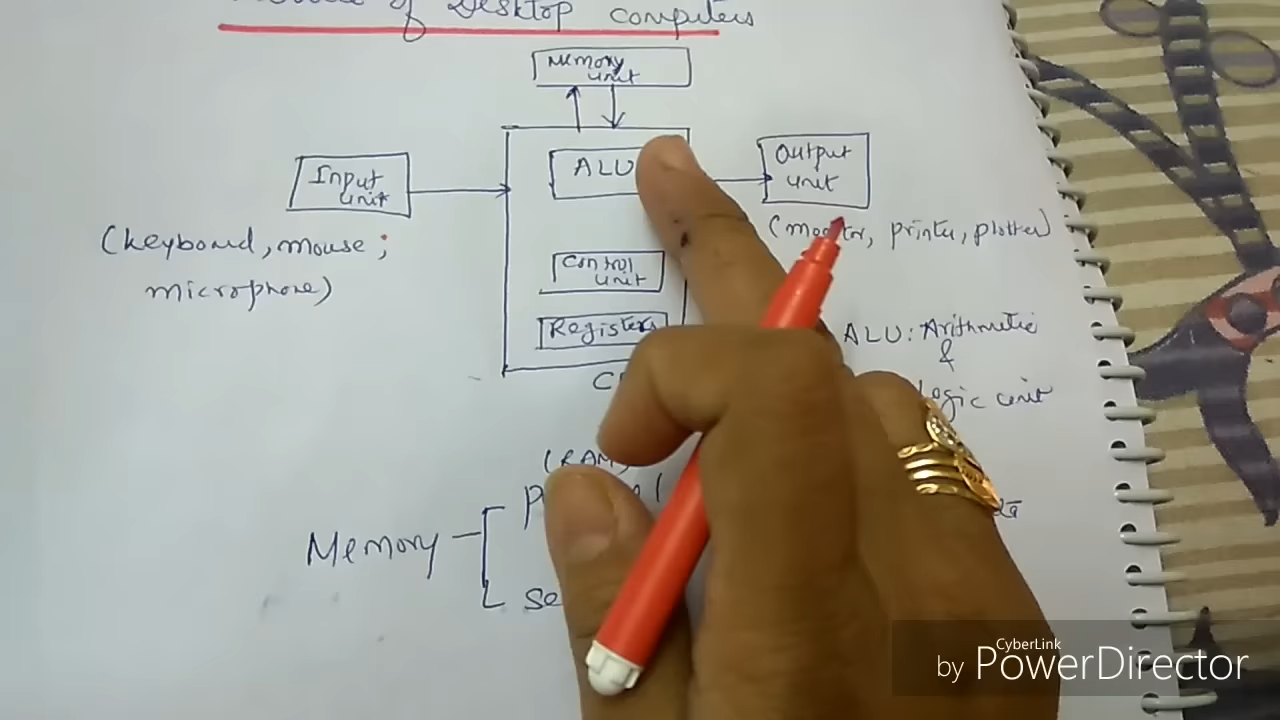 of Desktop computers
Memory unit
ALU
Input unit
Output unit
(keyboard, mouse;
microphone)
(monitor, printer, plotter)
Control unit
Registers
ALU: Arithmetic
&
Logic unit
(RAM)
Memory
CyberLink
by PowerDirector